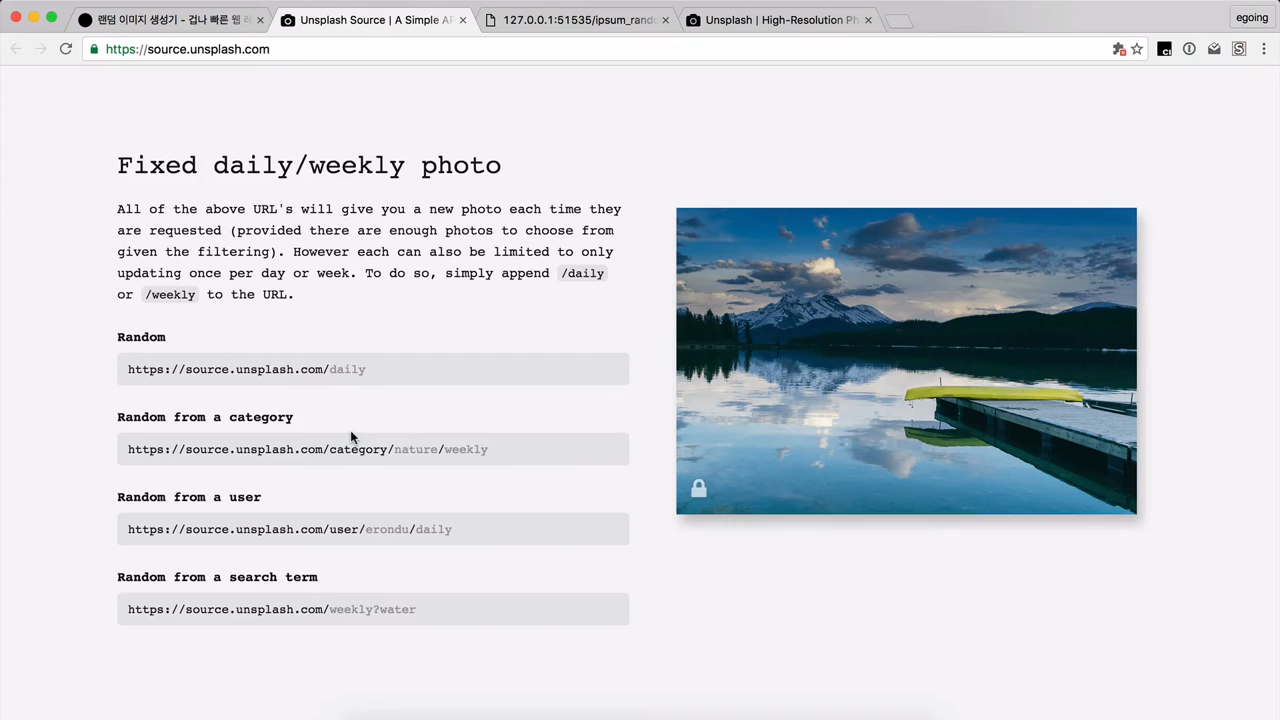 랜덤 이미지 생성기 - 겁나 빠른 웹 레
Unsplash Source | A Simple AP
127.0.0.1:51535/ipsum_rand
Unsplash | High-Resolution Ph
egoing
https://source.unsplash.com
Fixed daily/weekly photo
All of the above URL's will give you a new photo each time they
are requested (provided there are enough photos to choose from
given the filtering). However each can also be limited to only
updating once per day or week. To do so, simply append /daily
or /weekly to the URL.
Random
https://source.unsplash.com/daily
Random from a category
https://source.unsplash.com/category/nature/weekly
Random from a user
https://source.unsplash.com/user/erondu/daily
Random from a search term
https://source.unsplash.com/weekly?water